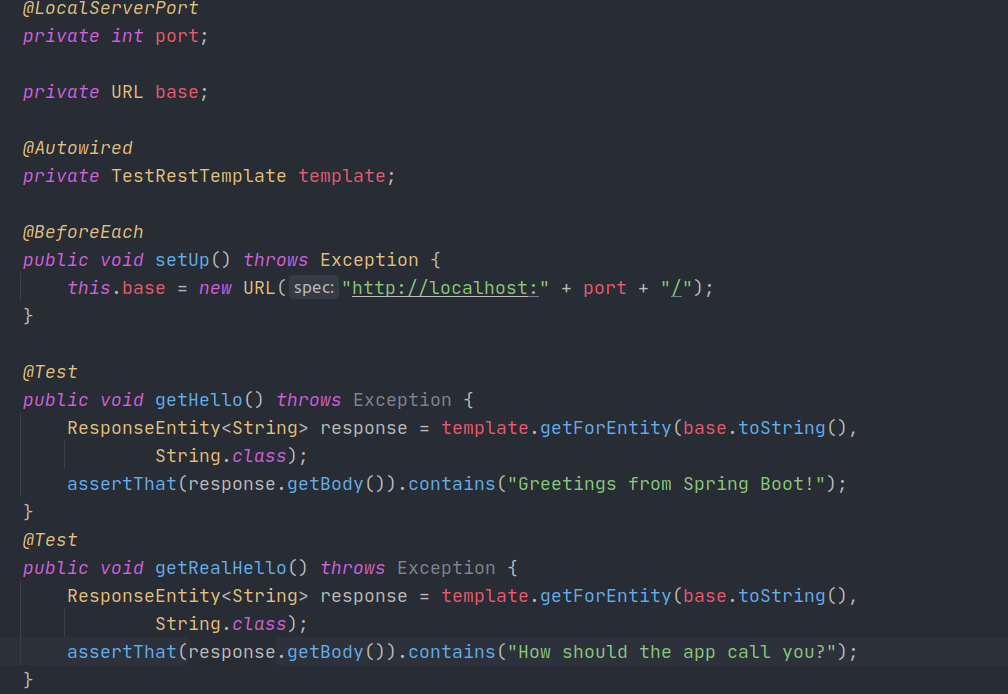 @LocalServerPort
private int port;
private URL base;
@Autowired
private TestRestTemplate template;
@BeforeEach
public void setUp() throws Exception {
this.base = new URL( spec: "http://localhost:" + port + "/");
}
@Test
public void getHello() throws Exception {
ResponseEntity<String> response = template.getForEntity(base.toString(),
String.class);
assertThat(response.getBody()).contains("Greetings from Spring Boot!");
}
@Test
public void getRealHello() throws Exception {
ResponseEntity<String> response = template.getForEntity(base.toString(),
String.class);
assertThat(response.getBody()).contains("How should the app call you?");
}